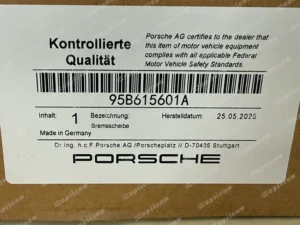 Kontrollierte
Qualität
Porsche AG certifies to the dealer that
this item of motor vehicle equipment
complies with all applicable Federal
Motor Vehicle Safety Standards.
95B615601A
Inhalt: Bezeichnung: Herstelldatum:
1 Bremsscheibe 25.05.2025
Made in Germany
Dr. Ing. h.c.F. Porsche AG /Porscheplatz 1/ D-70435 Stuttgart
PORSCHE